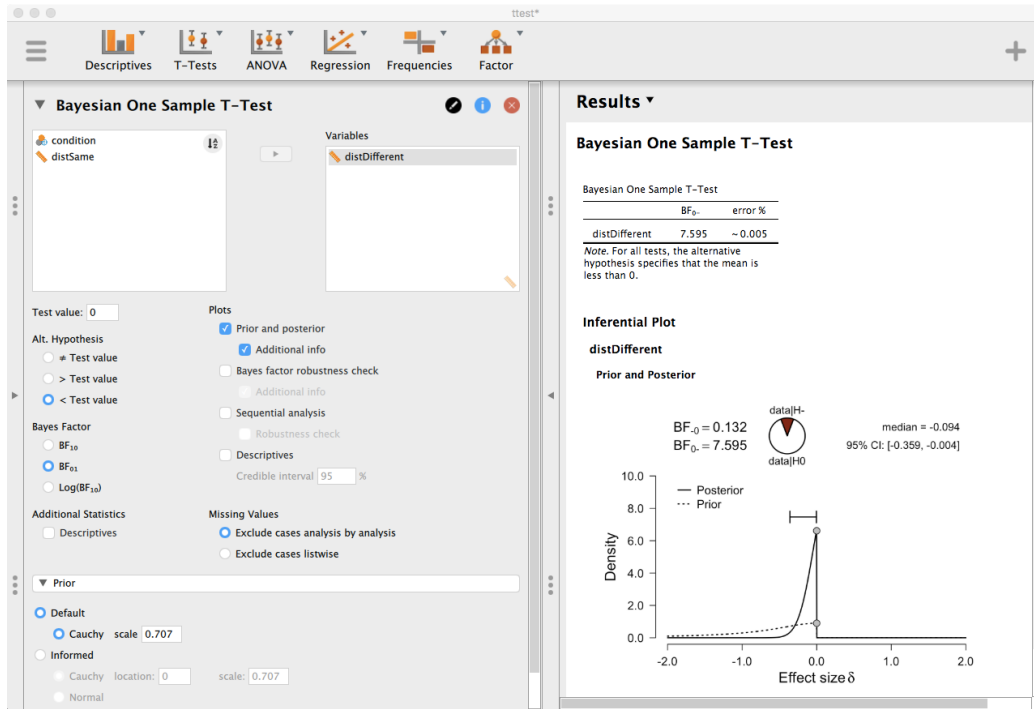 ttest*
Descriptives T-Tests ANOVA Regression Frequencies Factor
Bayesian One Sample T-Test
condition
distSame
Variables
distDifferent
Test value: 0
Alt. Hypothesis
≠ Test value
> Test value
< Test value
Bayes Factor
BF₁₀
BF₀₁
Log(BF₁₀)
Additional Statistics
Descriptives
Plots
Prior and posterior
Additional info
Bayes factor robustness check
Additional info
Sequential analysis
Robustness check
Descriptives
Credible interval 95 %
Missing Values
Exclude cases analysis by analysis
Exclude cases listwise
Prior
Default
Cauchy scale 0.707
Informed
Cauchy location: 0 scale: 0.707
Normal
Results
Bayesian One Sample T-Test
Bayesian One Sample T-Test
BF₀₋ error %
distDifferent 7.595 ~ 0.005
Note. For all tests, the alternative
hypothesis specifies that the mean is
less than 0.
Inferential Plot
distDifferent
Prior and Posterior
data|H-
BF₋₀ = 0.132
BF₀₋ = 7.595
data|H0
median = -0.094
95% CI: [-0.359, -0.004]
Posterior
Prior
Density
10.0
8.0
6.0
4.0
2.0
0.0
-2.0 -1.0 0.0 1.0 2.0
Effect size δ